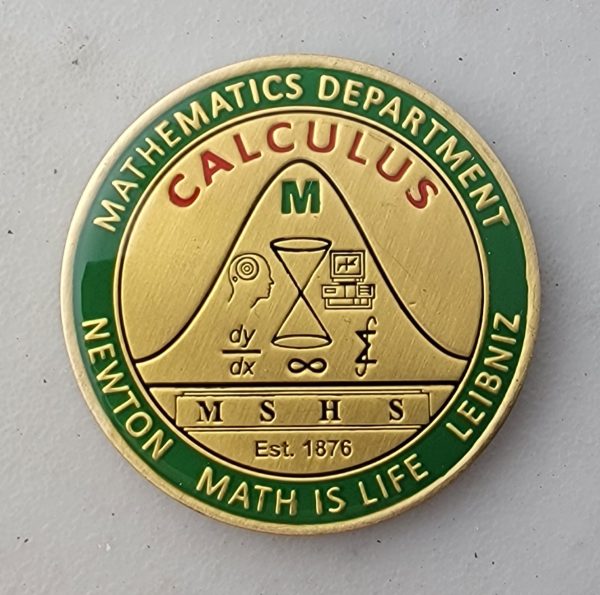 MATHEMATICS DEPARTMENT
CALCULUS
M
dy
dx
∞
M S H S
Est. 1876
NEWTON MATH IS LIFE LEIBNIZ